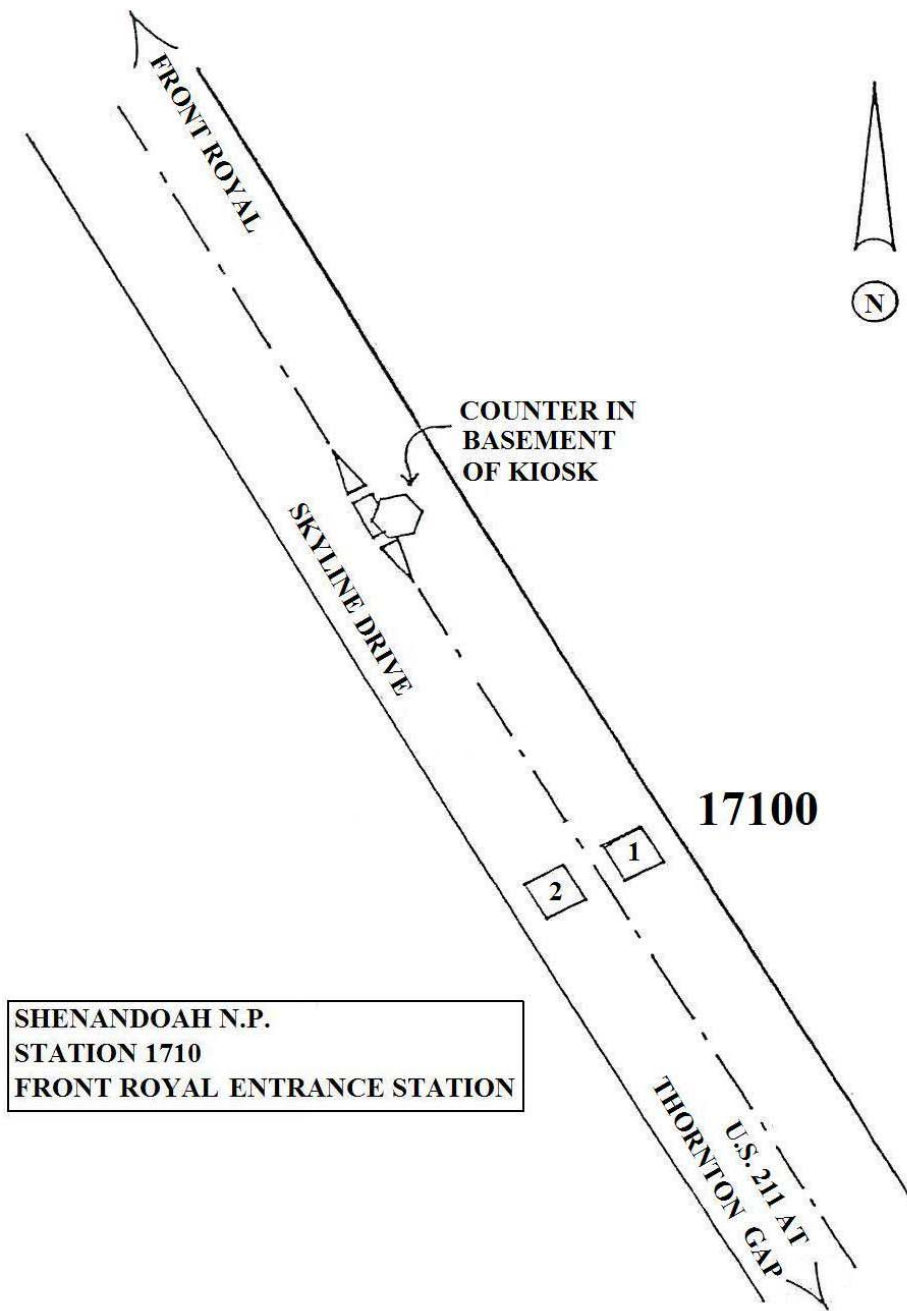 FRONT ROYAL
N
COUNTER IN
BASEMENT
OF KIOSK
SKYLINE DRIVE
17100
1
2
SHENANDOAH N.P.
STATION 1710
FRONT ROYAL ENTRANCE STATION
U.S. 211 AT
THORNTON GAP